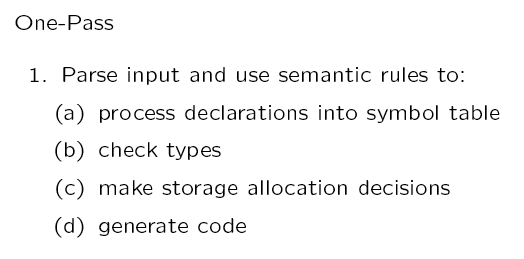 One-Pass
1. Parse input and use semantic rules to:
(a) process declarations into symbol table
(b) check types
(c) make storage allocation decisions
(d) generate code